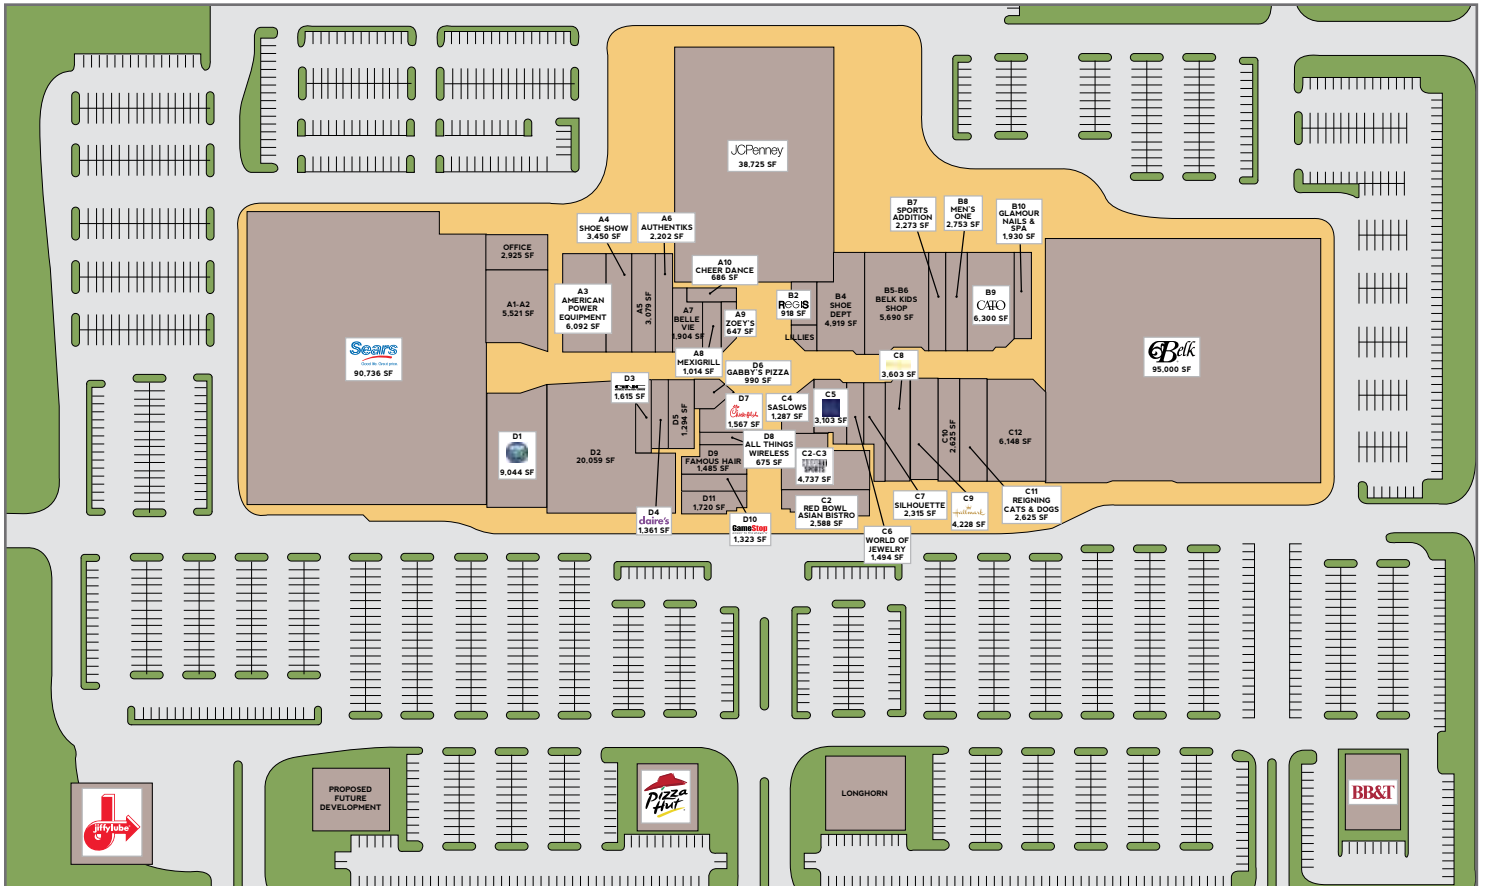 JCPenney
38,725 SF
A4
SHOE SHOW
3,450 SF
A6
AUTHENTIKS
2,202 SF
B7
SPORTS
ADDITION
2,273 SF
B8
MEN'S
ONE
2,753 SF
B10
GLAMOUR
NAILS &
SPA
1,930 SF
OFFICE
2,925 SF
A1-A2
5,521 SF
A3
AMERICAN
POWER
EQUIPMENT
6,092 SF
A5
3,079 SF
A10
CHEER DANCE
686 SF
A7
BELLE
VIE
1,904 SF
A9
ZOEY'S
647 SF
A8
MEXIGRILL
1,014 SF
B2
REGIS
918 SF
LILLIES
B4
SHOE
DEPT
4,919 SF
B5-B6
BELK KIDS
SHOP
5,690 SF
B9
CATO
6,300 SF
Sears
90,736 SF
Belk
95,000 SF
C8
3,603 SF
D6
GABBY'S PIZZA
990 SF
D3
GNC
1,615 SF
D5
1,294 SF
D7
Chick-fil-A
1,567 SF
C4
SASLOWS
1,287 SF
C5
3,103 SF
C10
2,625 SF
C12
6,148 SF
D1
9,044 SF
D2
20,059 SF
D8
ALL THINGS
WIRELESS
675 SF
D9
FAMOUS HAIR
1,485 SF
C2-C3
SPORTS
4,737 SF
D11
1,720 SF
D4
claire's
1,361 SF
D10
GameStop
1,323 SF
C2
RED BOWL
ASIAN BISTRO
2,588 SF
C7
SILHOUETTE
2,315 SF
C9
Hallmark
4,228 SF
C11
REIGNING
CATS & DOGS
2,625 SF
C6
WORLD OF
JEWELRY
1,494 SF
jiffylube
PROPOSED
FUTURE
DEVELOPMENT
Pizza
Hut
LONGHORN
BB&T